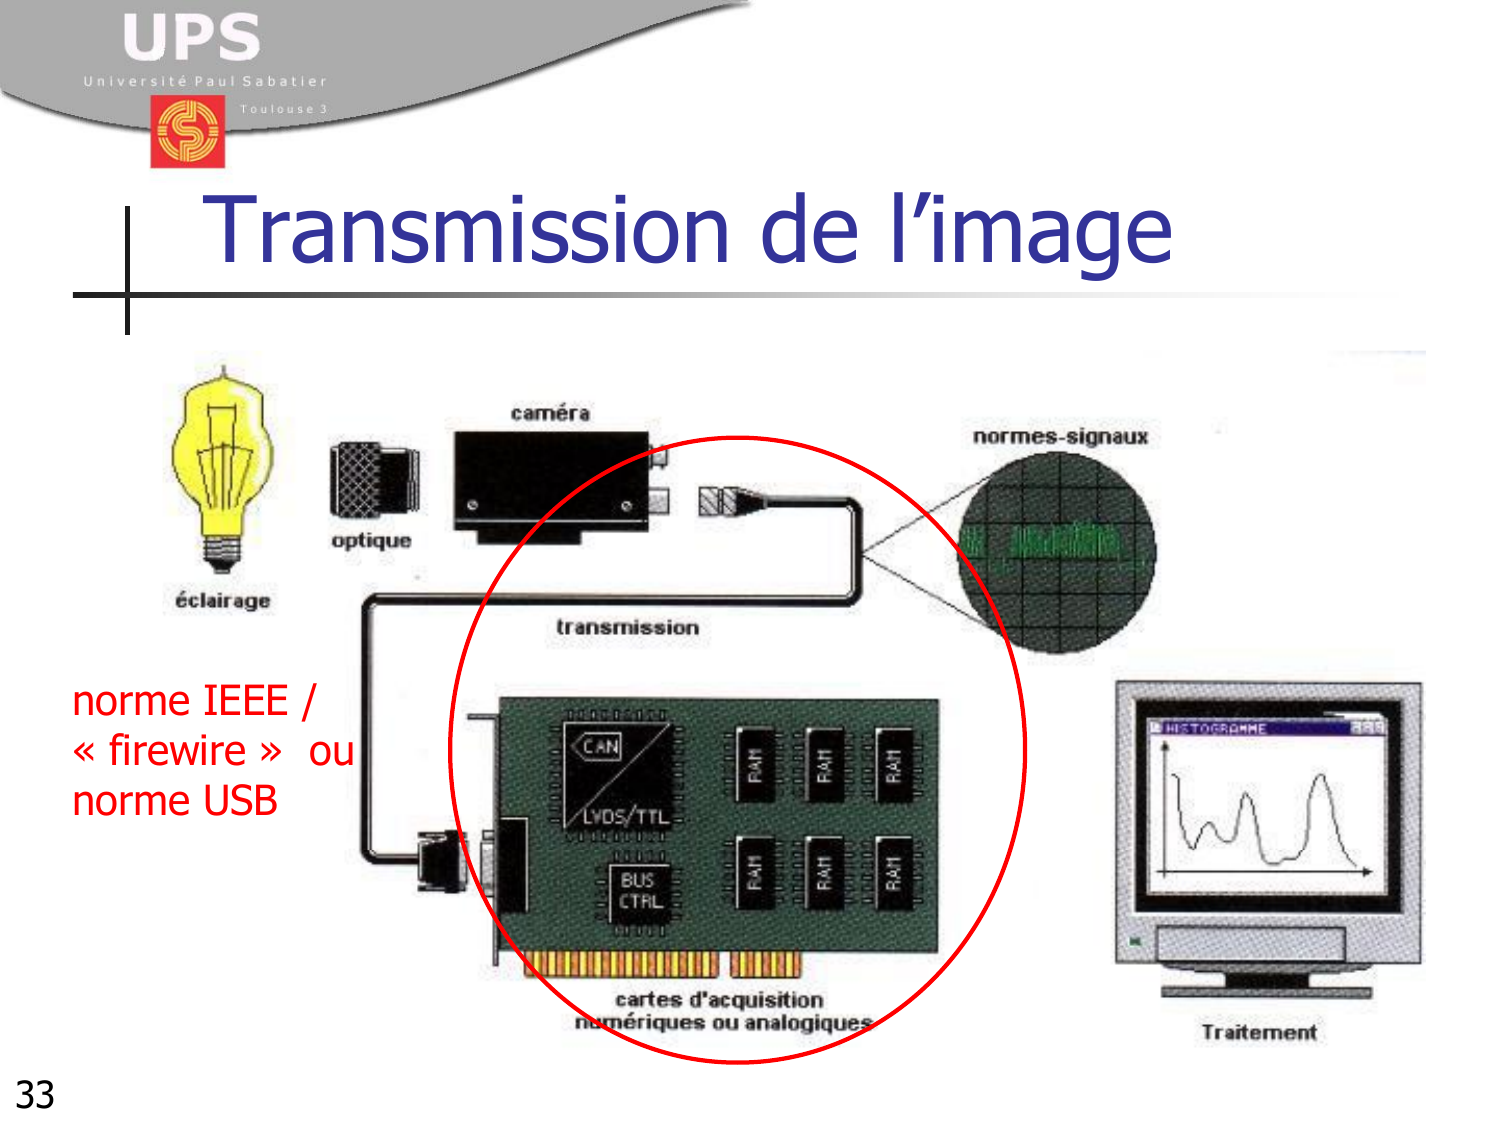 UPS
Université Paul Sabatier
Toulouse 3
Transmission de l’image
caméra
normes-signaux
optique
éclairage
transmission
norme IEEE /
« firewire »  ou
norme USB
CAN
LVDS/TTL
BUS
CTRL
RAM
RAM
RAM
RAM
RAM
RAM
HISTOGRAMME
cartes d'acquisition
numériques ou analogiques
Traitement
33